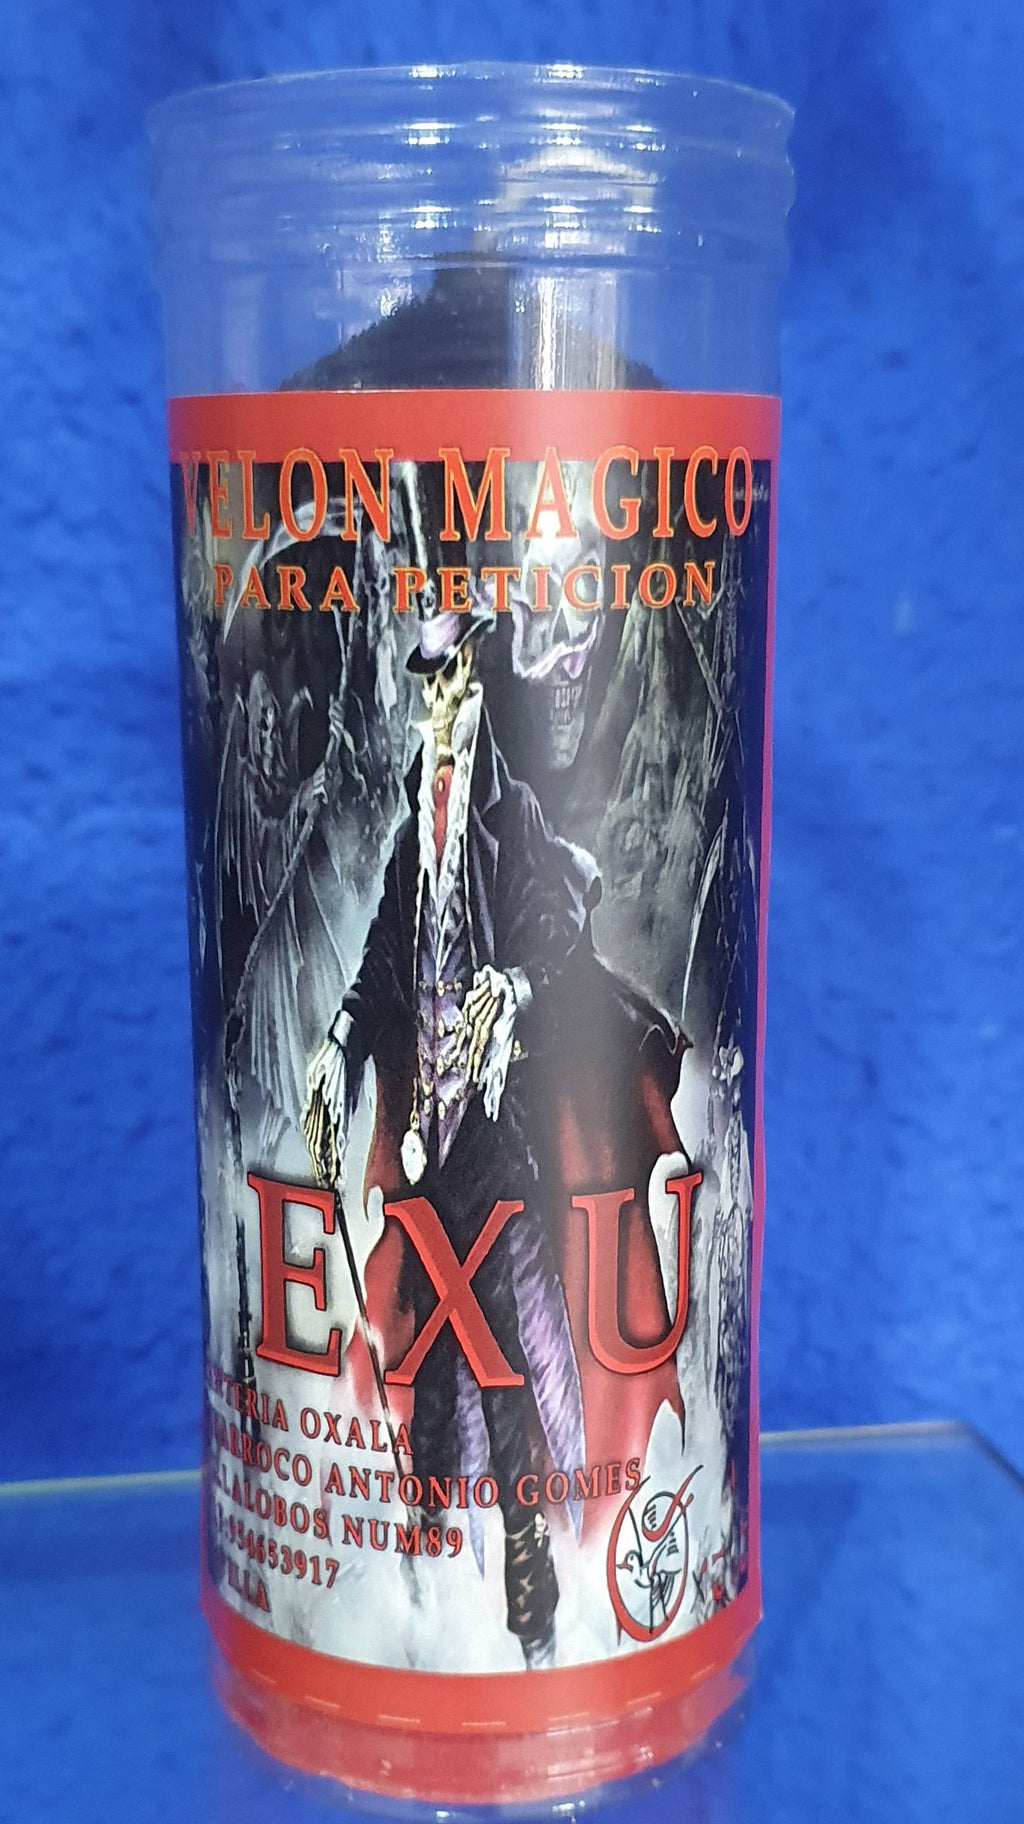 VELON MAGICO
PARA PETICION
EXU
OXALA
ANTONIO GOMES
NUM89